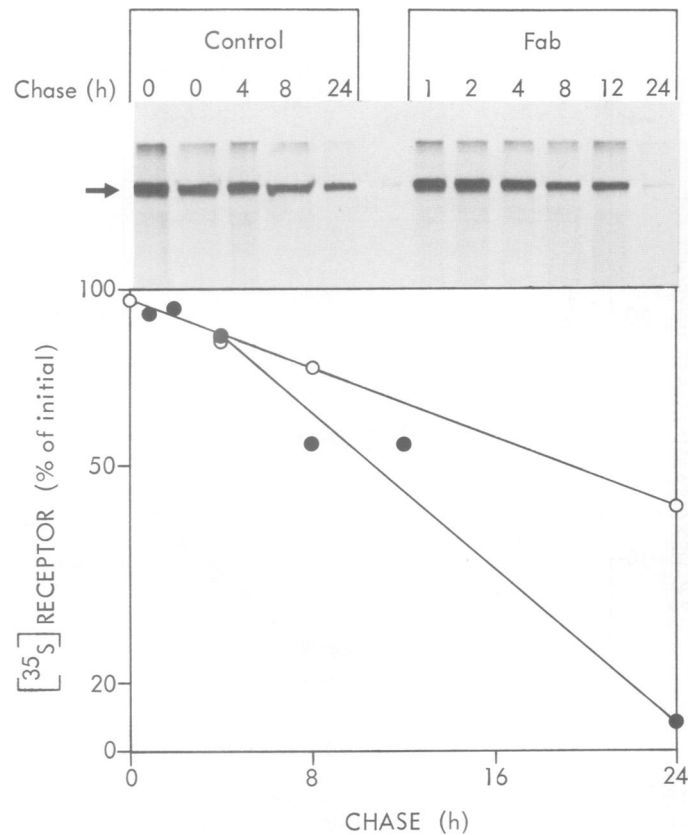 Control Fab
Chase (h) 0 0 4 8 24 1 2 4 8 12 24
100
50
20
10
0
[35S] RECEPTOR (% of initial)
0 8 16 24
CHASE (h)